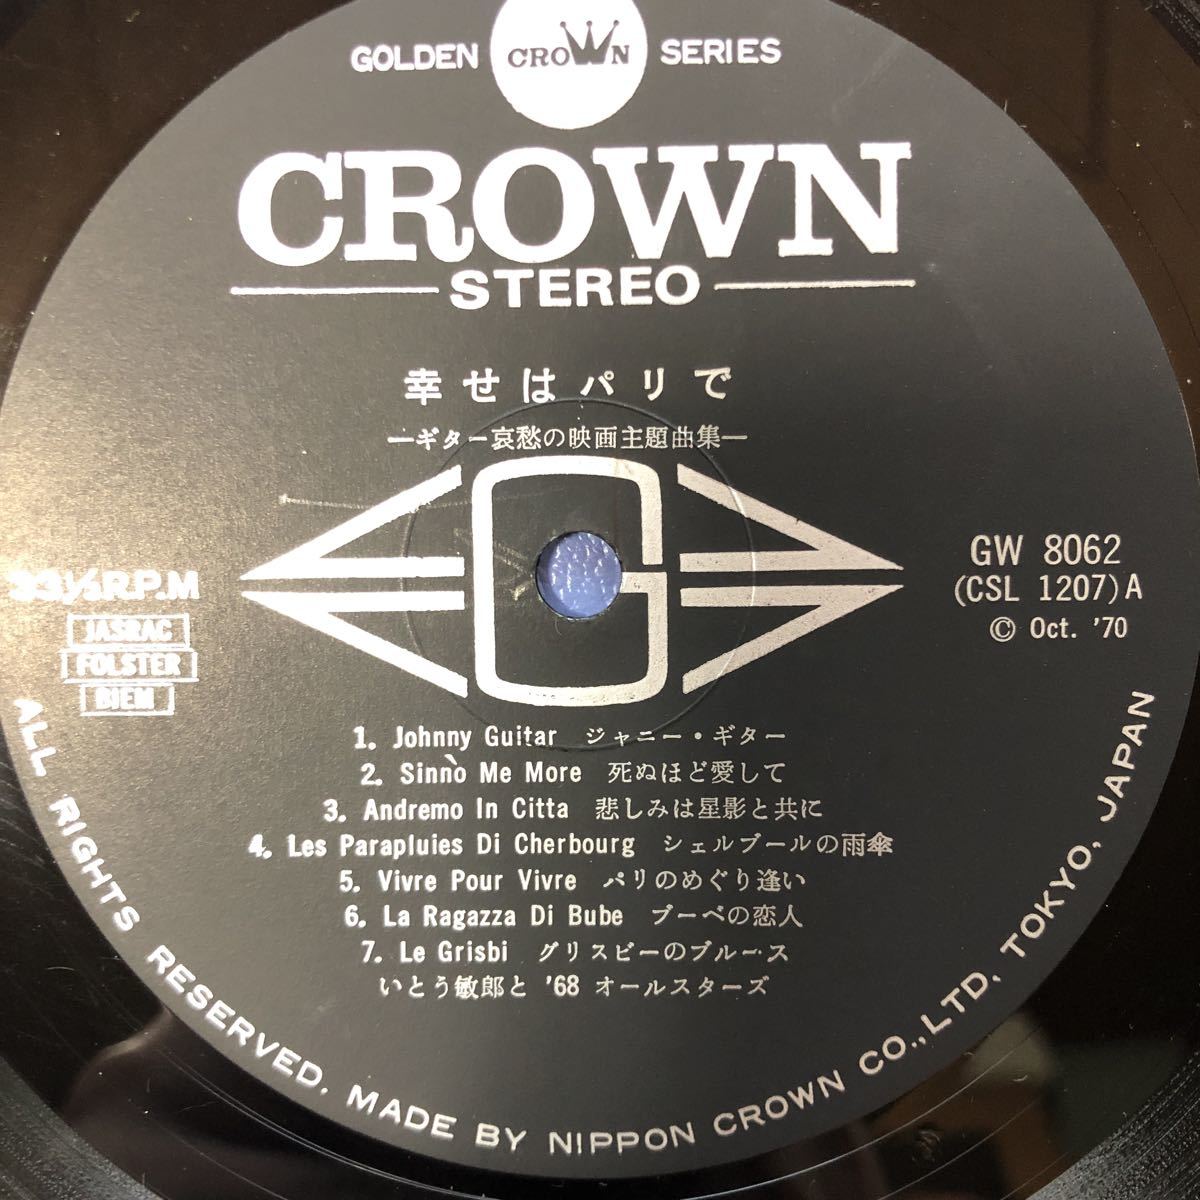 GOLDEN CROWN SERIES
CROWN
STEREO
幸せはパリで
―ギター哀愁の映画主題曲集―
G
33⅓R.P.M
JASRAC
FOLSTER
BIEM
GW 8062
(CSL 1207)A
© Oct. '70
1. Johnny Guitar ジャニー・ギター
2. Sinnò Me More 死ぬほど愛して
3. Andremo In Citta 悲しみは星影と共に
4. Les Parapluies Di Cherbourg シェルブールの雨傘
5. Vivre Pour Vivre パリのめぐり逢い
6. La Ragazza Di Bube ブーベの恋人
7. Le Grisbi グリスビーのブルース
いとう敏郎と '68 オールスターズ
ALL RIGHTS RESERVED. MADE BY NIPPON CROWN CO.,LTD. TOKYO, JAPAN